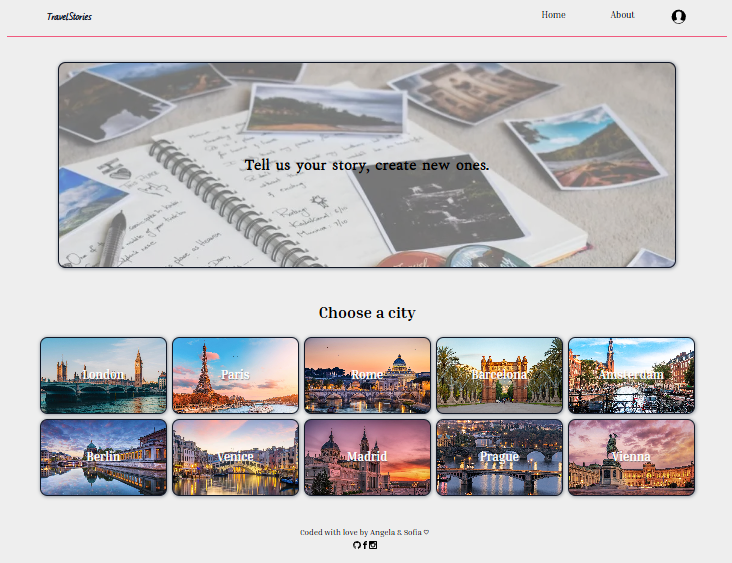 TravelStories
Home
About
Tell us your story, create new ones.
Choose a city
London
Paris
Rome
Barcelona
Amsterdam
Berlin
Venice
Madrid
Prague
Vienna
Coded with love by Angela & Sofia ♡